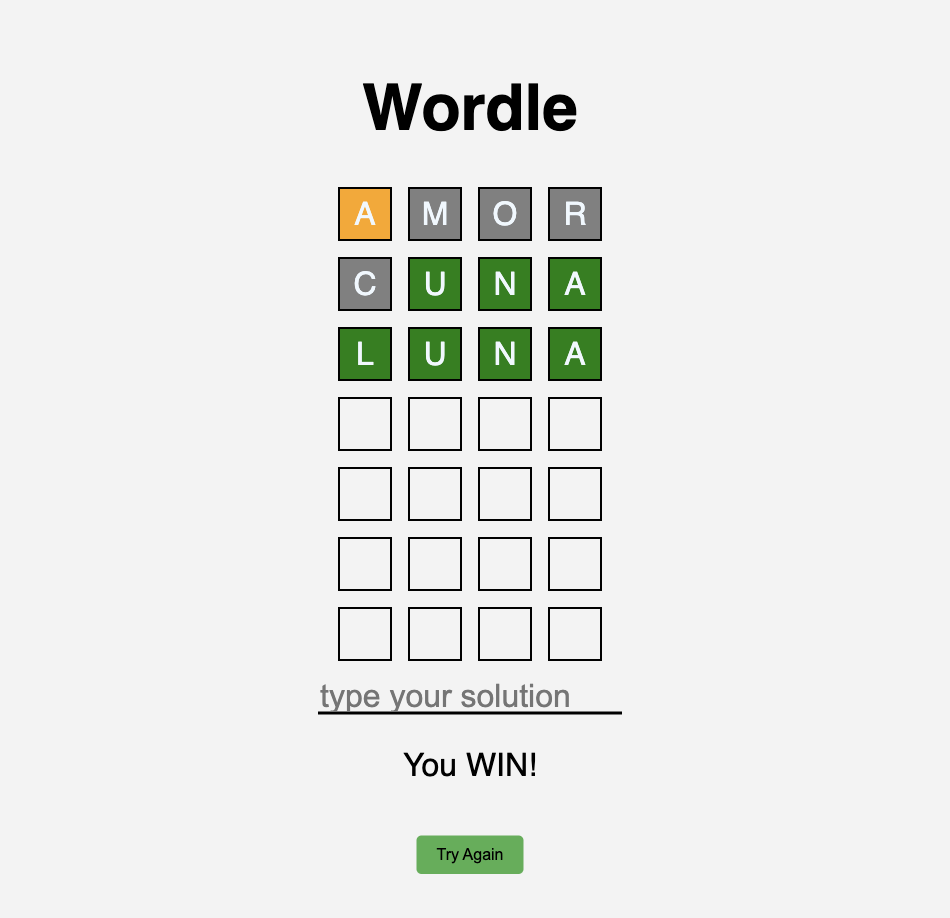 Wordle
A M O R
C U N A
L U N A
type your solution
You WIN!
Try Again